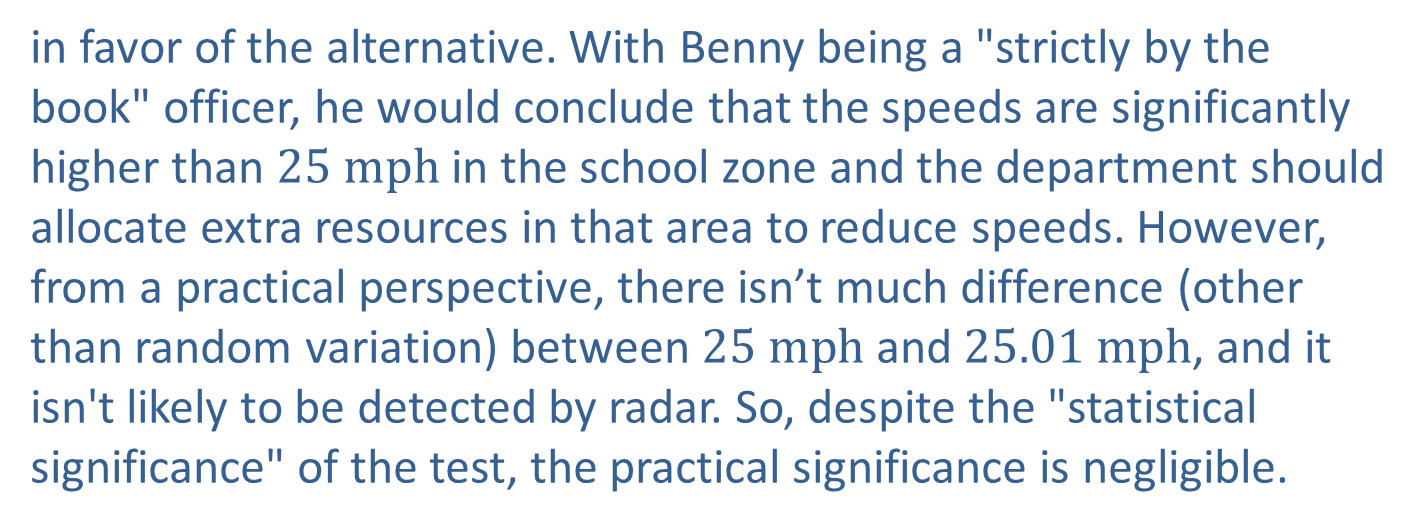 in favor of the alternative. With Benny being a "strictly by the
book" officer, he would conclude that the speeds are significantly
higher than 25 mph in the school zone and the department should
allocate extra resources in that area to reduce speeds. However,
from a practical perspective, there isn’t much difference (other
than random variation) between 25 mph and 25.01 mph, and it
isn't likely to be detected by radar. So, despite the "statistical
significance" of the test, the practical significance is negligible.